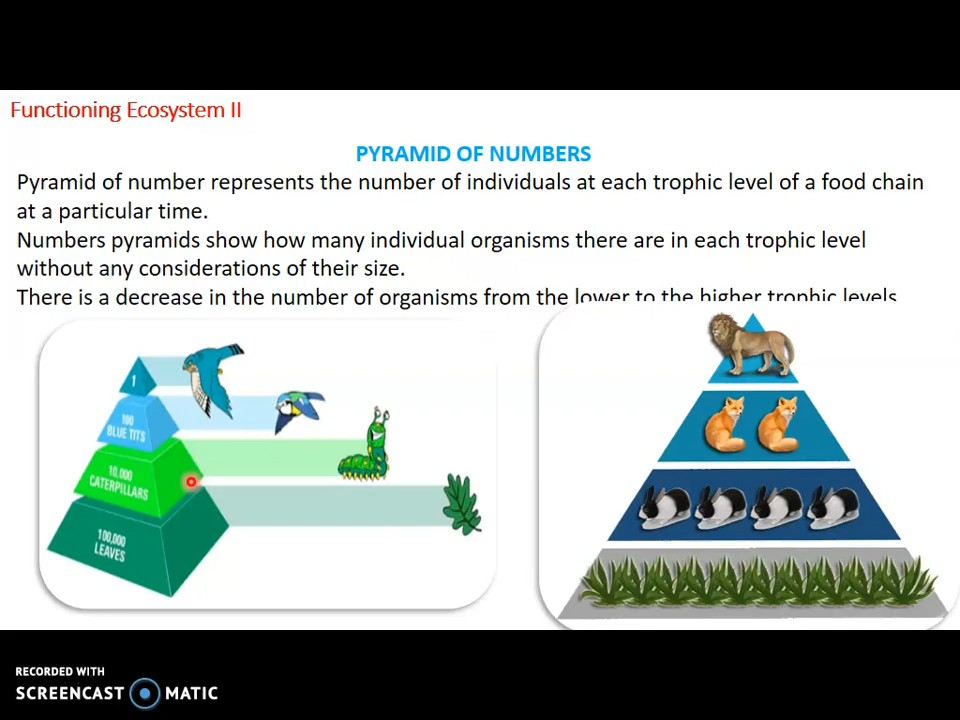 Functioning Ecosystem II
PYRAMID OF NUMBERS
Pyramid of number represents the number of individuals at each trophic level of a food chain
at a particular time.
Numbers pyramids show how many individual organisms there are in each trophic level
without any considerations of their size.
There is a decrease in the number of organisms from the lower to the higher trophic levels
1
100
BLUE TITS
10,000
CATERPILLARS
100,000
LEAVES
RECORDED WITH
SCREENCAST MATIC